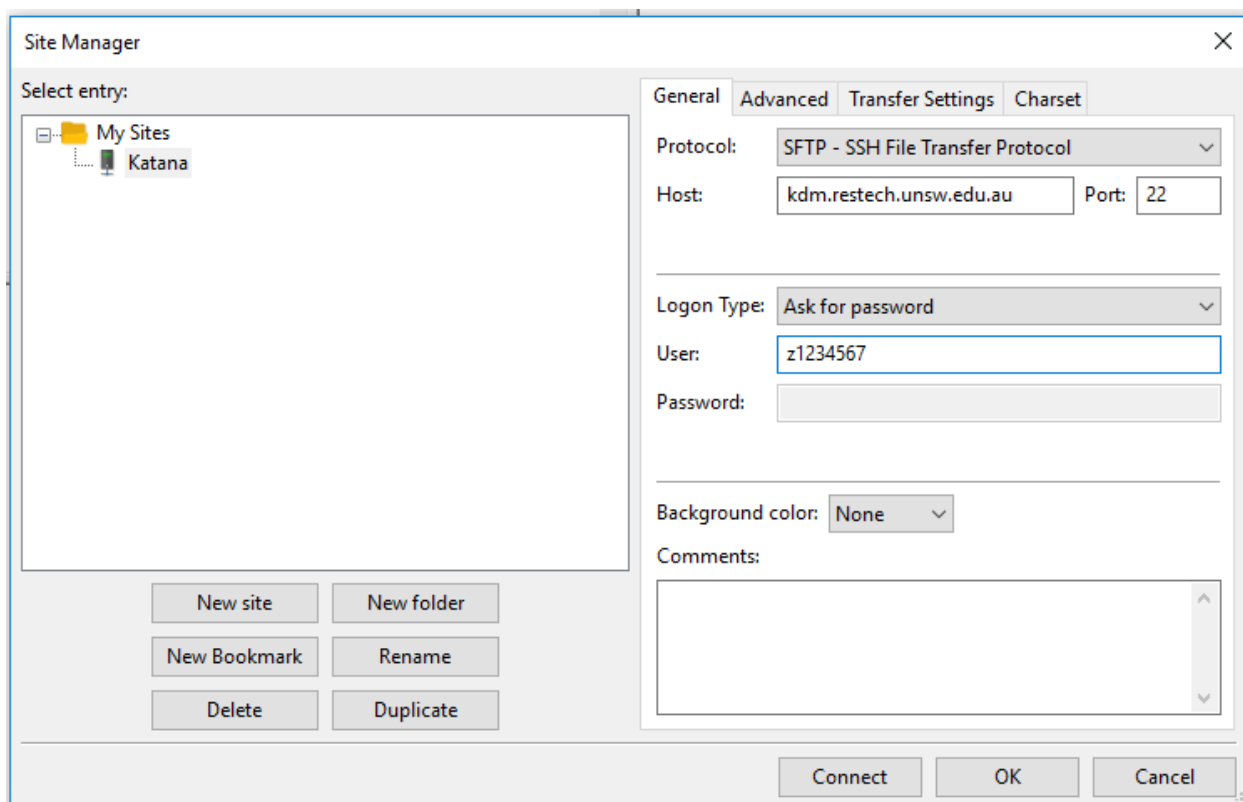 Site Manager
Select entry:
My Sites
Katana
New site
New folder
New Bookmark
Rename
Delete
Duplicate
General
Advanced
Transfer Settings
Charset
Protocol:
SFTP - SSH File Transfer Protocol
Host:
kdm.restech.unsw.edu.au
Port:
22
Logon Type:
Ask for password
User:
z1234567
Password:
Background color:
None
Comments:
Connect
OK
Cancel